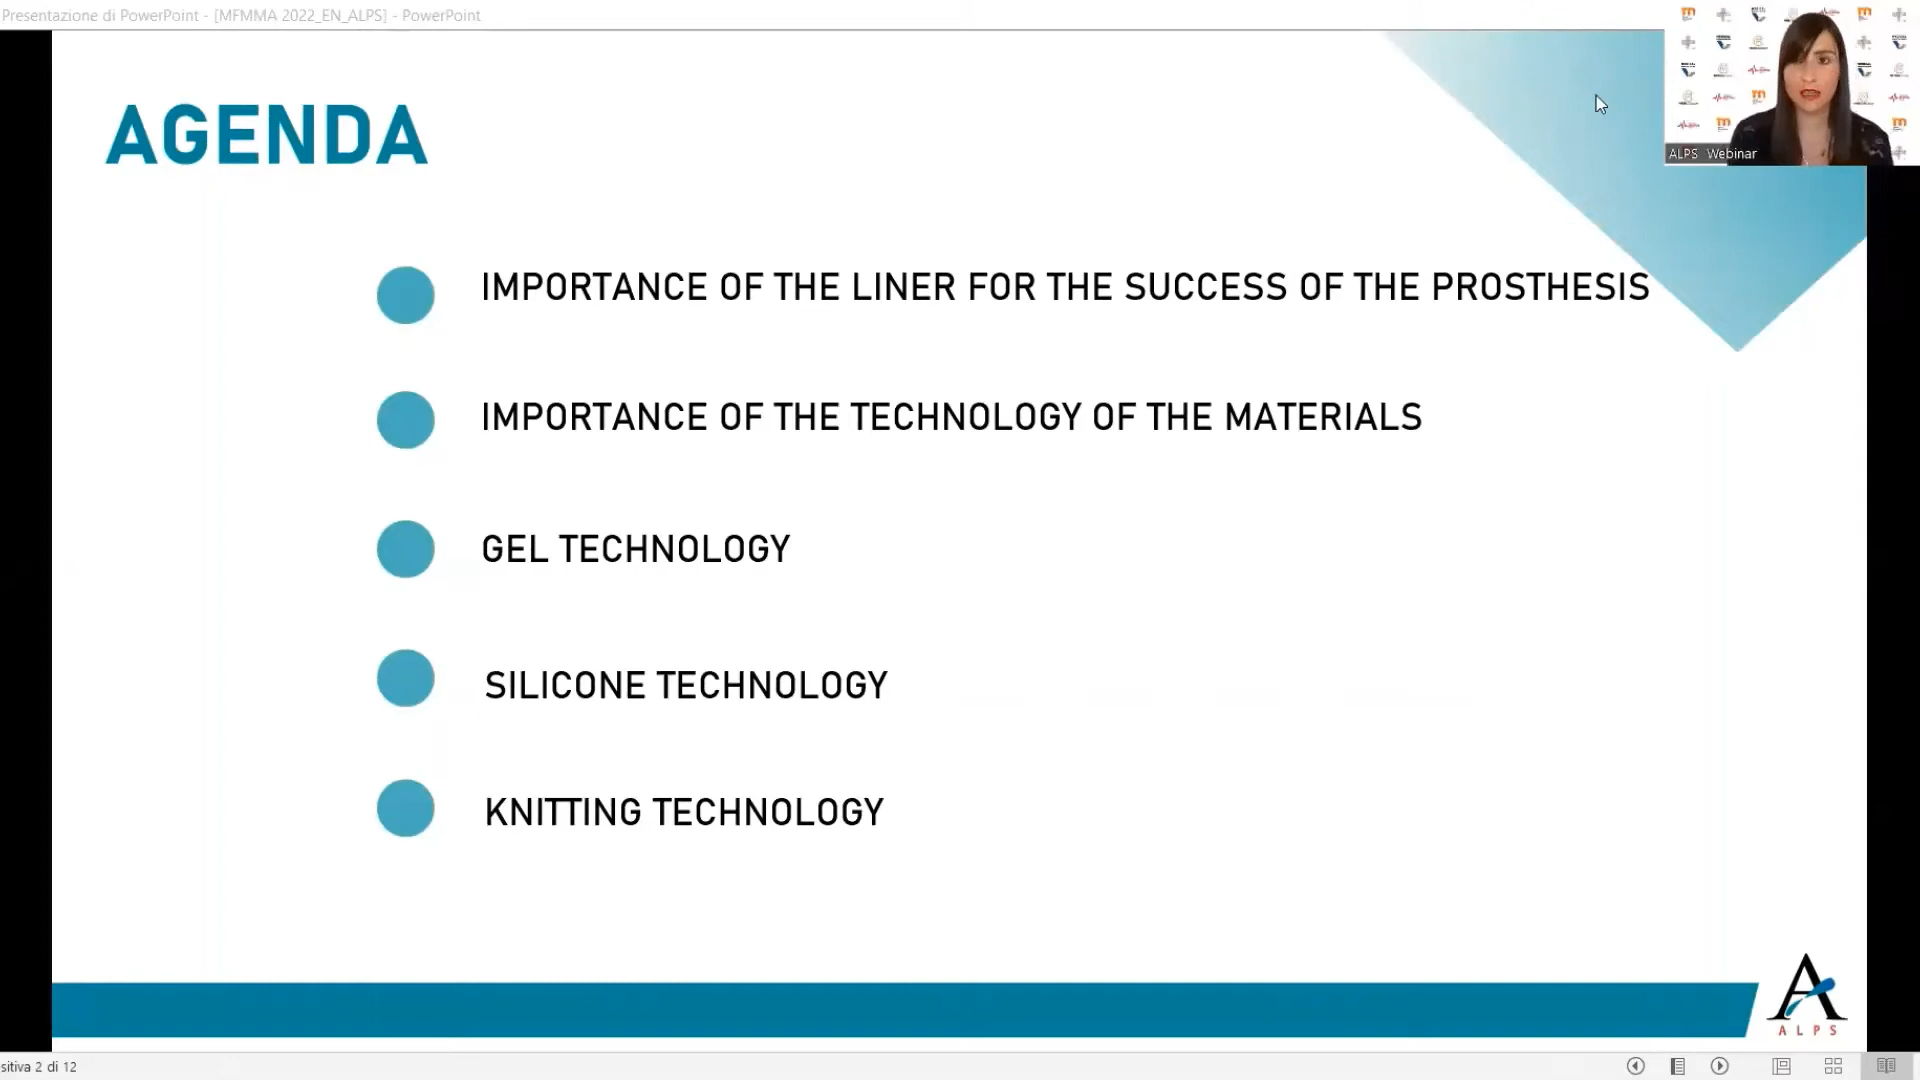 Presentazione di PowerPoint - [MFMMA 2022_EN_ALPS] - PowerPoint
ALPS Webinar
AGENDA
IMPORTANCE OF THE LINER FOR THE SUCCESS OF THE PROSTHESIS
IMPORTANCE OF THE TECHNOLOGY OF THE MATERIALS
GEL TECHNOLOGY
SILICONE TECHNOLOGY
KNITTING TECHNOLOGY
ALPS
sitiva 2 di 12